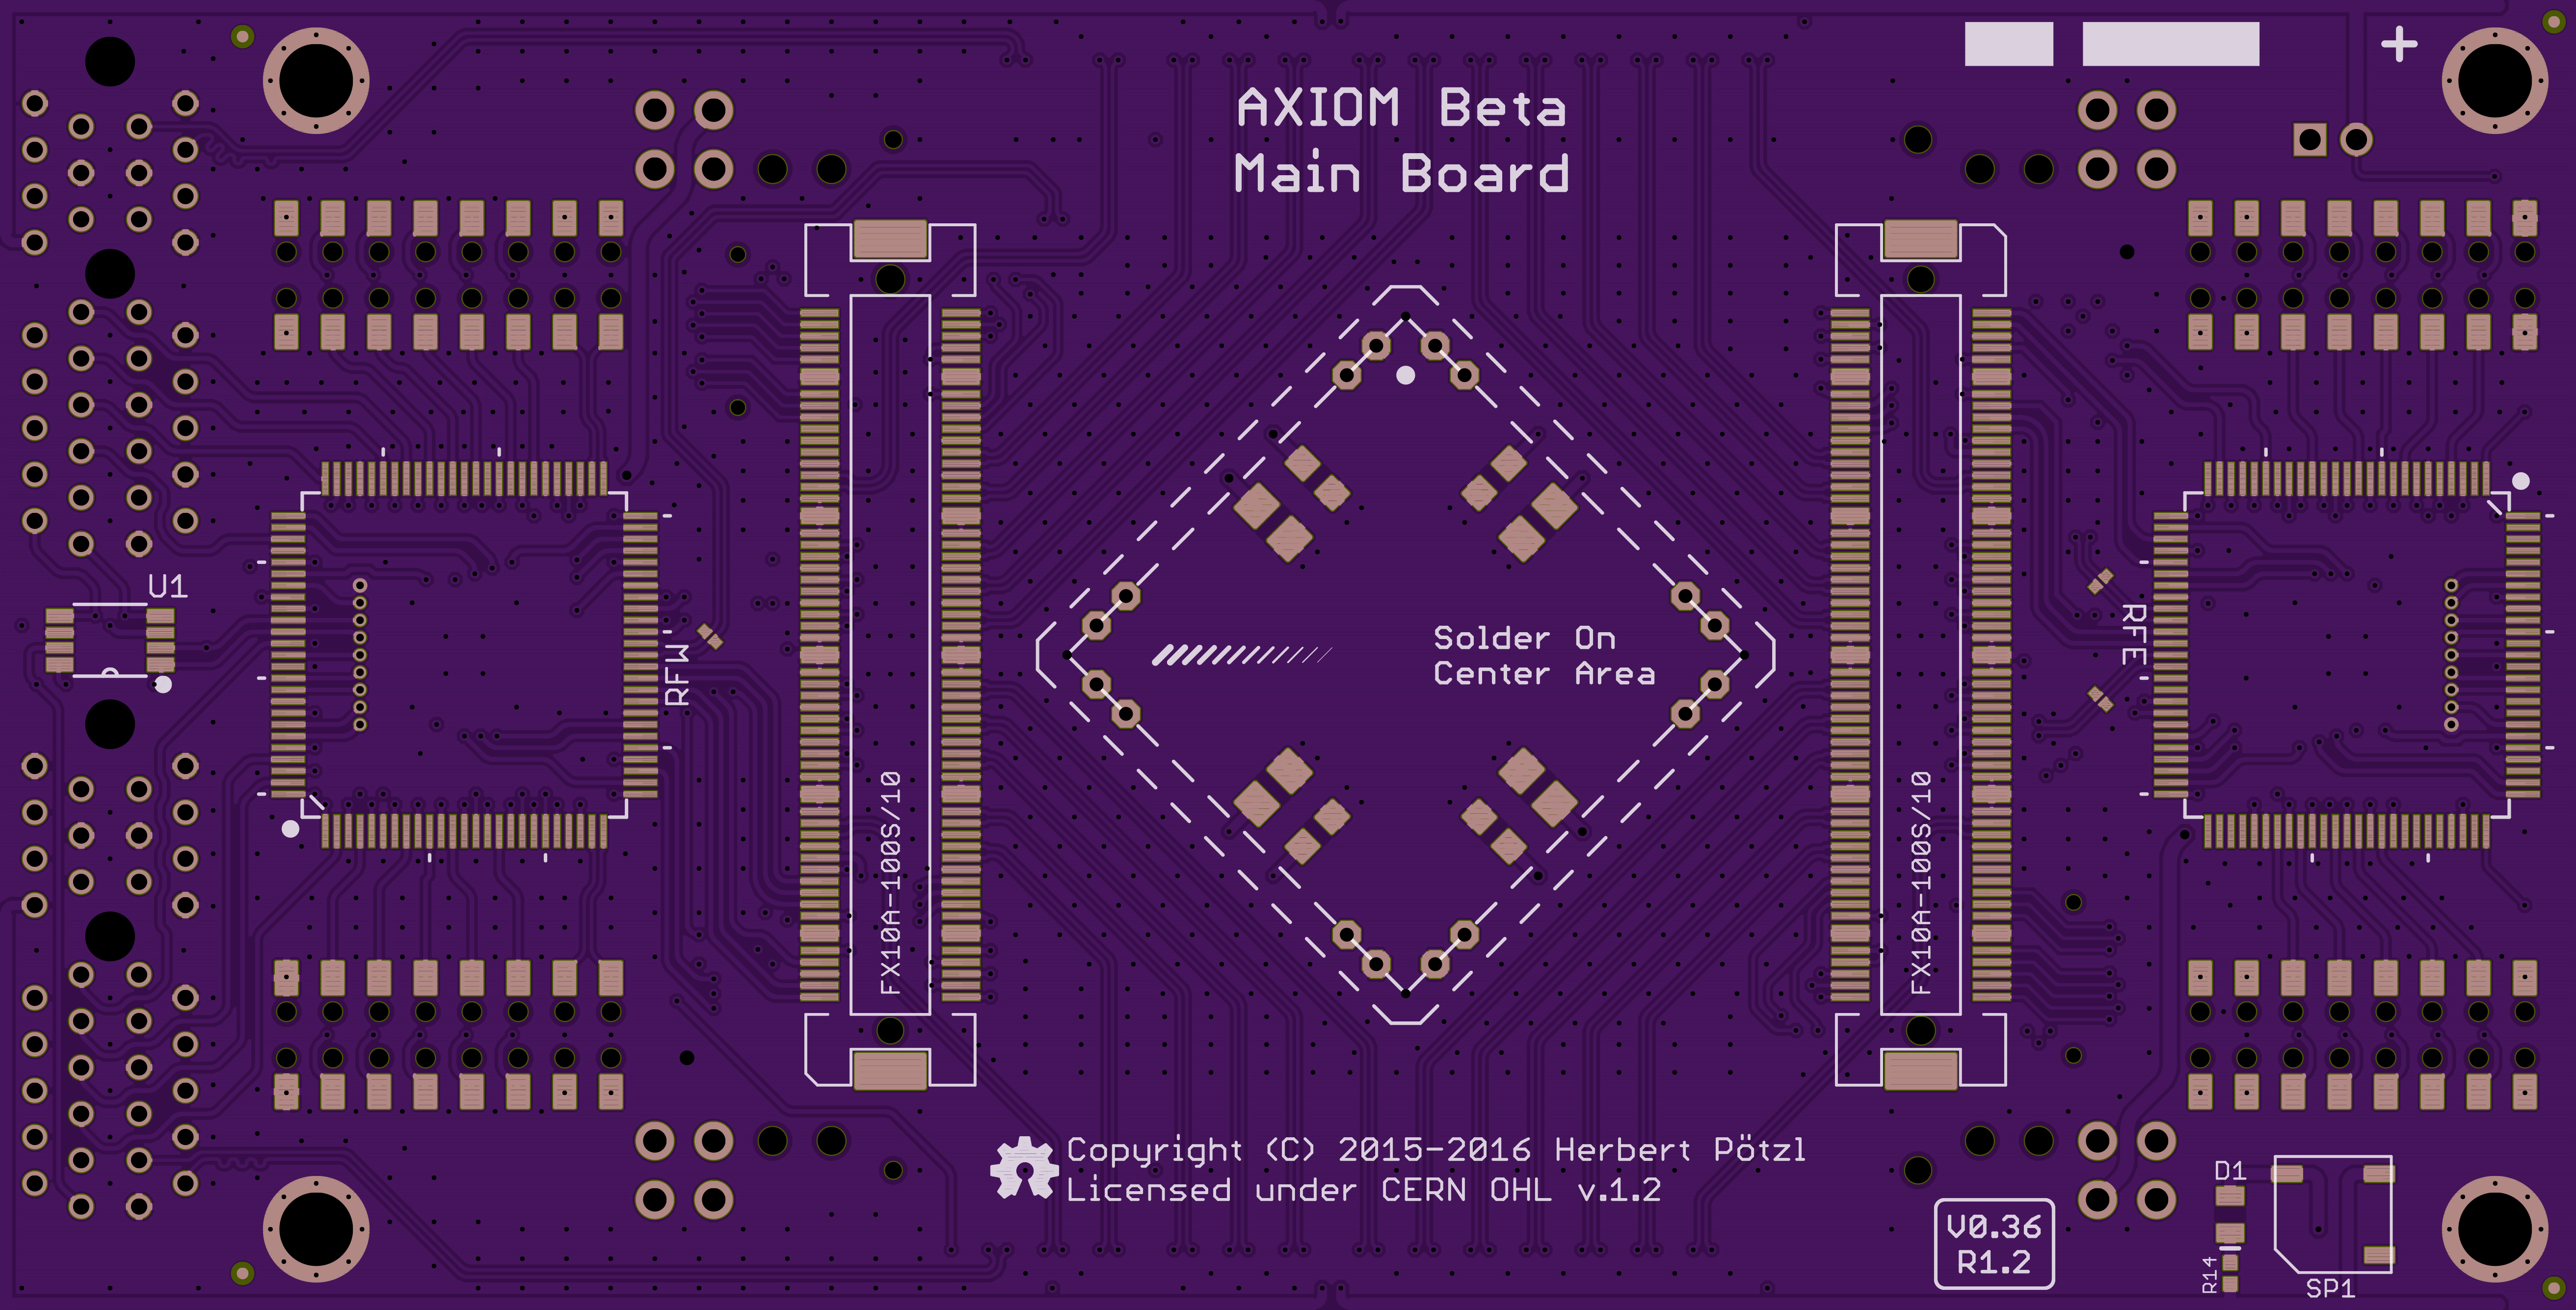 +
AXIOM Beta
Main Board
U1
RFM
RFE
Solder On
Center Area
FX10A-100S/10
FX10A-100S/10
Copyright (C) 2015-2016 Herbert Pötzl
Licensed under CERN OHL v.1.2
V0.36
R1.2
D1
R14
SP1